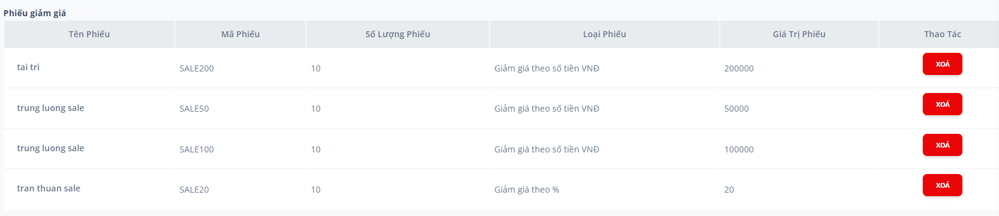 Phiếu giảm giá
Tên Phiếu Mã Phiếu Số Lượng Phiếu Loại Phiếu Giá Trị Phiếu Thao Tác
tai tri SALE200 10 Giảm giá theo số tiền VNĐ 200000 XOÁ
trung luong sale SALE50 10 Giảm giá theo số tiền VNĐ 50000 XOÁ
trung luong sale SALE100 10 Giảm giá theo số tiền VNĐ 100000 XOÁ
tran thuan sale SALE20 10 Giảm giá theo % 20 XOÁ